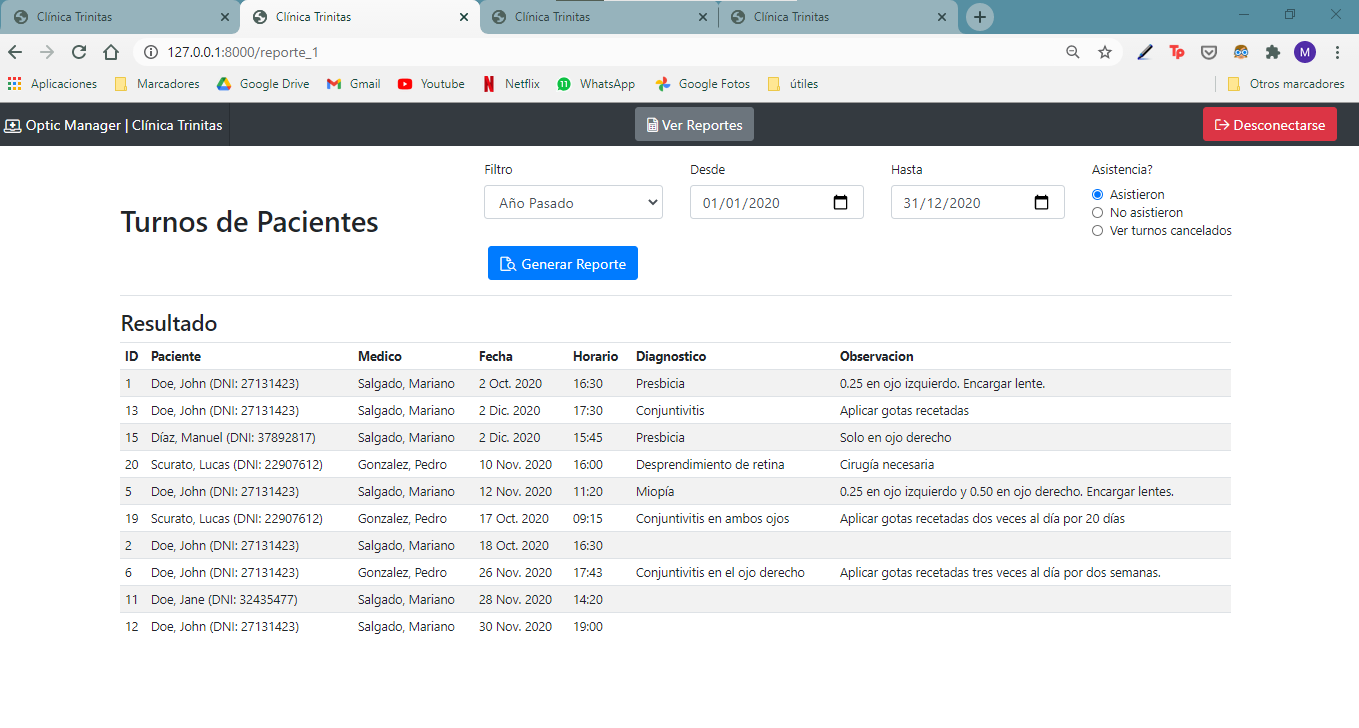 Clínica Trinitas Clínica Trinitas Clínica Trinitas Clínica Trinitas
127.0.0.1:8000/reporte_1 Tp M
Aplicaciones Marcadores Google Drive Gmail Youtube Netflix WhatsApp Google Fotos útiles Otros marcadores
Optic Manager | Clínica Trinitas Ver Reportes Desconectarse
Filtro Desde Hasta Asistencia?
Año Pasado 01/01/2020 31/12/2020 Asistieron
No asistieron
Ver turnos cancelados
Turnos de Pacientes
Generar Reporte
Resultado
ID Paciente Medico Fecha Horario Diagnostico Observacion
1 Doe, John (DNI: 27131423) Salgado, Mariano 2 Oct. 2020 16:30 Presbicia 0.25 en ojo izquierdo. Encargar lente.
13 Doe, John (DNI: 27131423) Salgado, Mariano 2 Dic. 2020 17:30 Conjuntivitis Aplicar gotas recetadas
15 Díaz, Manuel (DNI: 37892817) Salgado, Mariano 2 Dic. 2020 15:45 Presbicia Solo en ojo derecho
20 Scurato, Lucas (DNI: 22907612) Gonzalez, Pedro 10 Nov. 2020 16:00 Desprendimiento de retina Cirugía necesaria
5 Doe, John (DNI: 27131423) Salgado, Mariano 12 Nov. 2020 11:20 Miopía 0.25 en ojo izquierdo y 0.50 en ojo derecho. Encargar lentes.
19 Scurato, Lucas (DNI: 22907612) Gonzalez, Pedro 17 Oct. 2020 09:15 Conjuntivitis en ambos ojos Aplicar gotas recetadas dos veces al día por 20 días
2 Doe, John (DNI: 27131423) Salgado, Mariano 18 Oct. 2020 16:30
6 Doe, John (DNI: 27131423) Gonzalez, Pedro 26 Nov. 2020 17:43 Conjuntivitis en el ojo derecho Aplicar gotas recetadas tres veces al día por dos semanas.
11 Doe, Jane (DNI: 32435477) Salgado, Mariano 28 Nov. 2020 14:20
12 Doe, John (DNI: 27131423) Salgado, Mariano 30 Nov. 2020 19:00